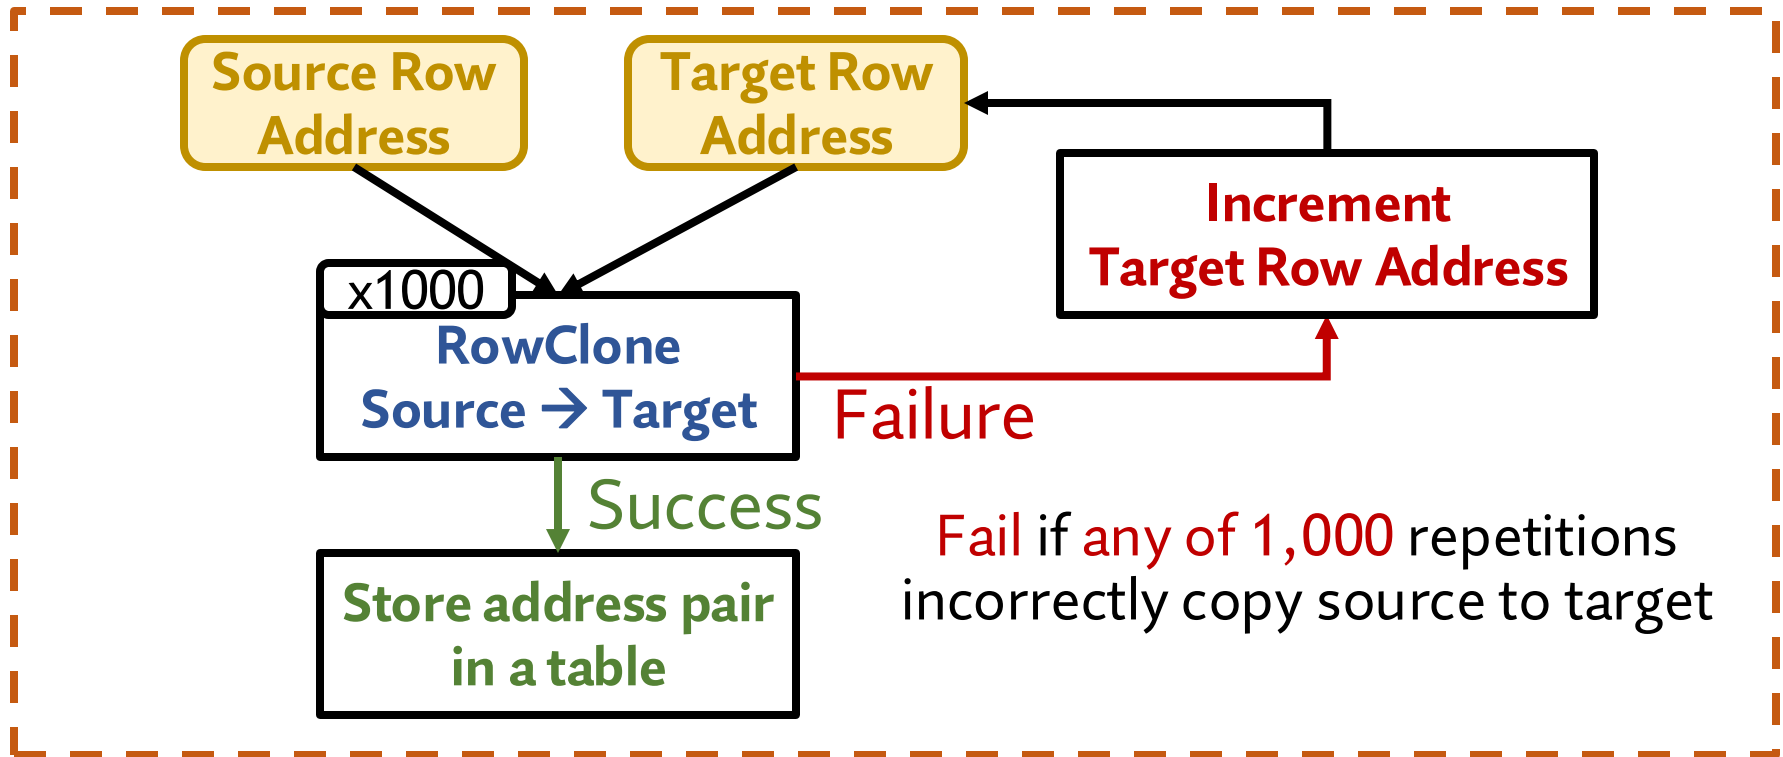 Source Row
Address
Target Row
Address
Increment
Target Row Address
x1000
RowClone
Source → Target
Failure
Success
Fail if any of 1,000 repetitions
incorrectly copy source to target
Store address pair
in a table